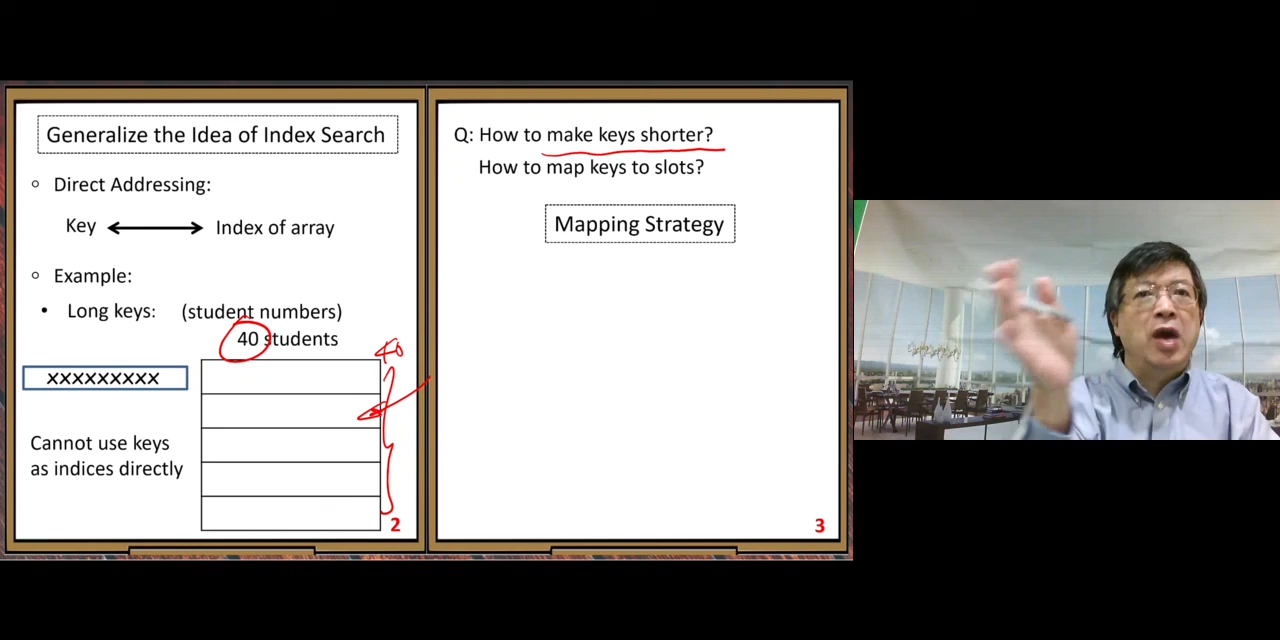 Generalize the Idea of Index Search
Direct Addressing:
Key Index of array
Example:
• Long keys: (student numbers)
40 students
40
xxxxxxxxx
Cannot use keys
as indices directly
2
Q: How to make keys shorter?
How to map keys to slots?
Mapping Strategy
3